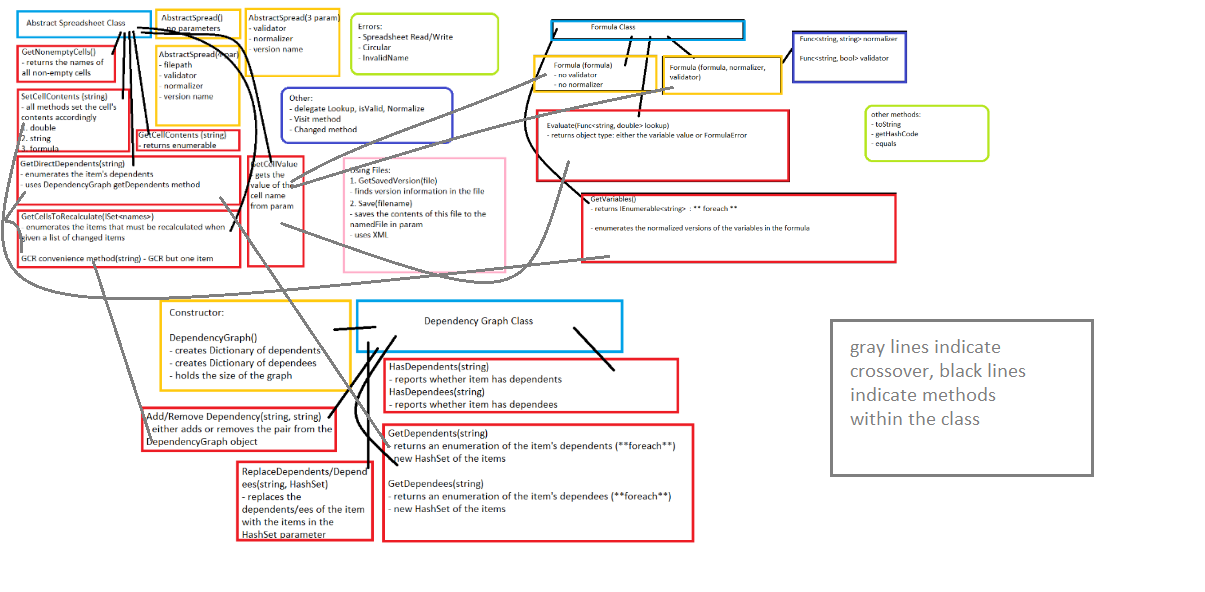 Abstract Spreadsheet Class
AbstractSpread()
- no parameters
AbstractSpread(3 param)
- validator
- normalizer
- version name
Errors:
- Spreadsheet Read/Write
- Circular
- InvalidName
GetNonemptyCells()
- returns the names of
all non-empty cells
AbstractSpread(4 par)
- filepath
- validator
normalizer
- version name
Other:
- delegate Lookup, isValid, Normalize
- Visit method
- Changed method
SetCellContents (string)
- all methods set the cell's
contents accordingly
1. double
2. string
3. formula
GetCellContents (string)
- returns enumerable
GetDirectDependents(string)
- enumerates the item's dependents
- uses DependencyGraph getDependents method
GetCellValue
- gets the
value of the
cell name
from param
Using Files:
1. GetSavedVersion(file)
- finds version information in the file
2. Save(filename)
- saves the contents of this file to the
namedFile in param
- uses XML
GetCellsToRecalculate(ISet<names>)
enumerates the items that must be recalculated when
given a list of changed items
GCR convenience method(string) - GCR but one item
Formula Class
Formula (formula)
- no validator
- no normalizer
Formula (formula, normalizer,
validator)
Func<string, string> normalizer
Func<string, bool> validator
Evaluate(Func<string, double> lookup)
- returns object type: either the variable value or FormulaError
other methods:
- toString
- getHashCode
- equals
GetVariables()
- returns IEnumerable<string> : ** foreach **
- enumerates the normalized versions of the variables in the formula
Constructor:
DependencyGraph()
- creates Dictionary of dependents
- creates Dictionary of dependees
- holds the size of the graph
Dependency Graph Class
HasDependents(string)
- reports whether item has dependents
HasDependees(string)
- reports whether item has dependees
Add/Remove Dependency(string, string)
- either adds or removes the pair from the
DependencyGraph object
GetDependents(string)
- returns an enumeration of the item's dependents (**foreach**)
- new HashSet of the items
GetDependees(string)
- returns an enumeration of the item's dependees (**foreach**)
- new HashSet of the items
ReplaceDependents/Depend
ees(string, HashSet)
- replaces the
dependents/ees of the item
with the items in the
HashSet parameter
gray lines indicate
crossover, black lines
indicate methods
within the class